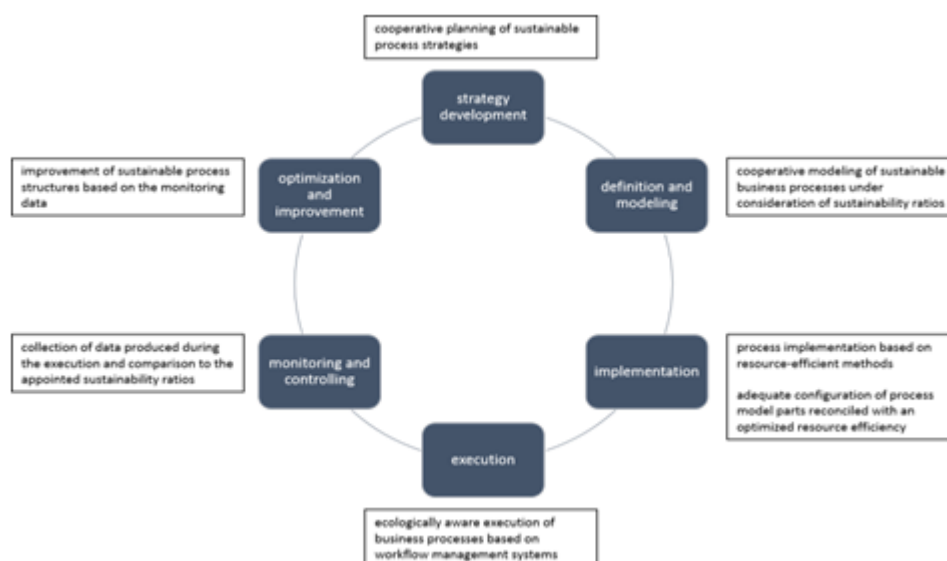 cooperative planning of sustainable
process strategies
strategy
development
definition and
modeling
cooperative modeling of sustainable
business processes under
consideration of sustainability ratios
implementation
process implementation based on
resource-efficient methods
adequate configuration of process
model parts reconciled with an
optimized resource efficiency
execution
ecologically aware execution of
business processes based on
workflow management systems
monitoring and
controlling
collection of data produced during
the execution and comparison to the
appointed sustainability ratios
optimization
and
improvement
improvement of sustainable process
structures based on the monitoring
data